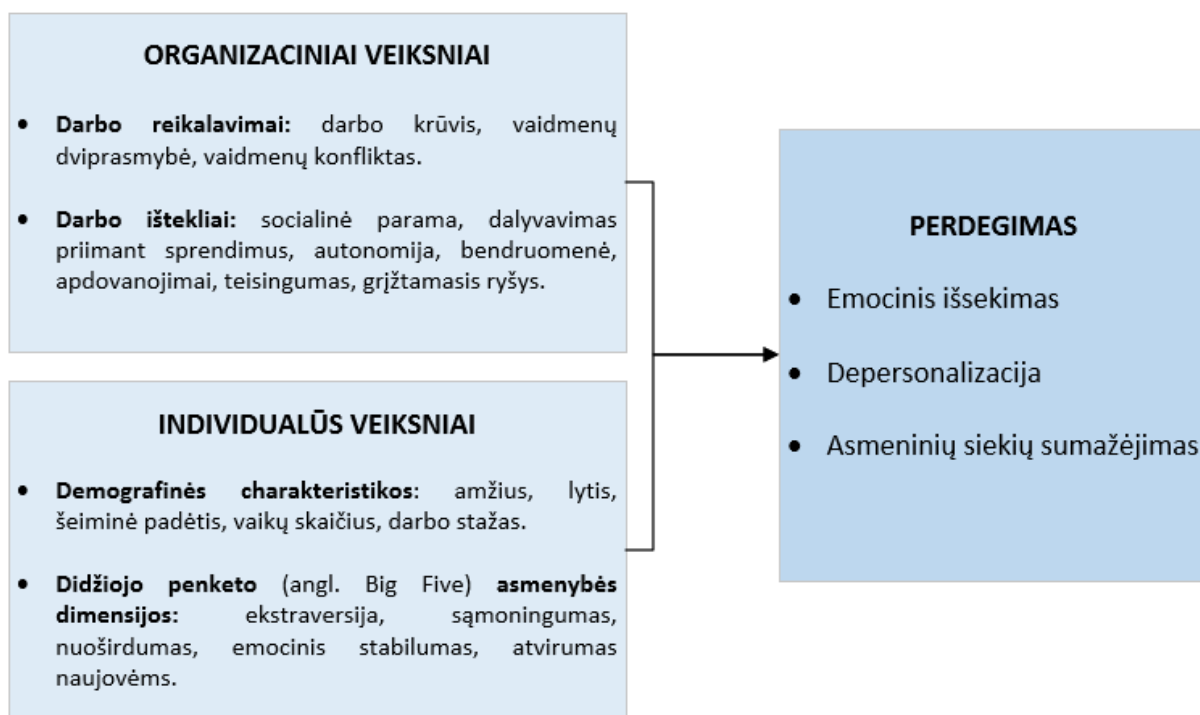 ORGANIZACINIAI VEIKSNIAI
• Darbo reikalavimai: darbo krūvis, vaidmenų
dviprasmybė, vaidmenų konfliktas.
• Darbo ištekliai: socialinė parama, dalyvavimas
priimant sprendimus, autonomija, bendruomenė,
apdovanojimai, teisingumas, grįžtamasis ryšys.
INDIVIDUALŪS VEIKSNIAI
• Demografinės charakteristikos: amžius, lytis,
šeiminė padėtis, vaikų skaičius, darbo stažas.
• Didžiojo penketo (angl. Big Five) asmenybės
dimensijos: ekstraversija, sąmoningumas,
nuoširdumas, emocinis stabilumas, atvirumas
naujovėms.
PERDEGIMAS
• Emocinis išsekimas
• Depersonalizacija
• Asmeninių siekių sumažėjimas